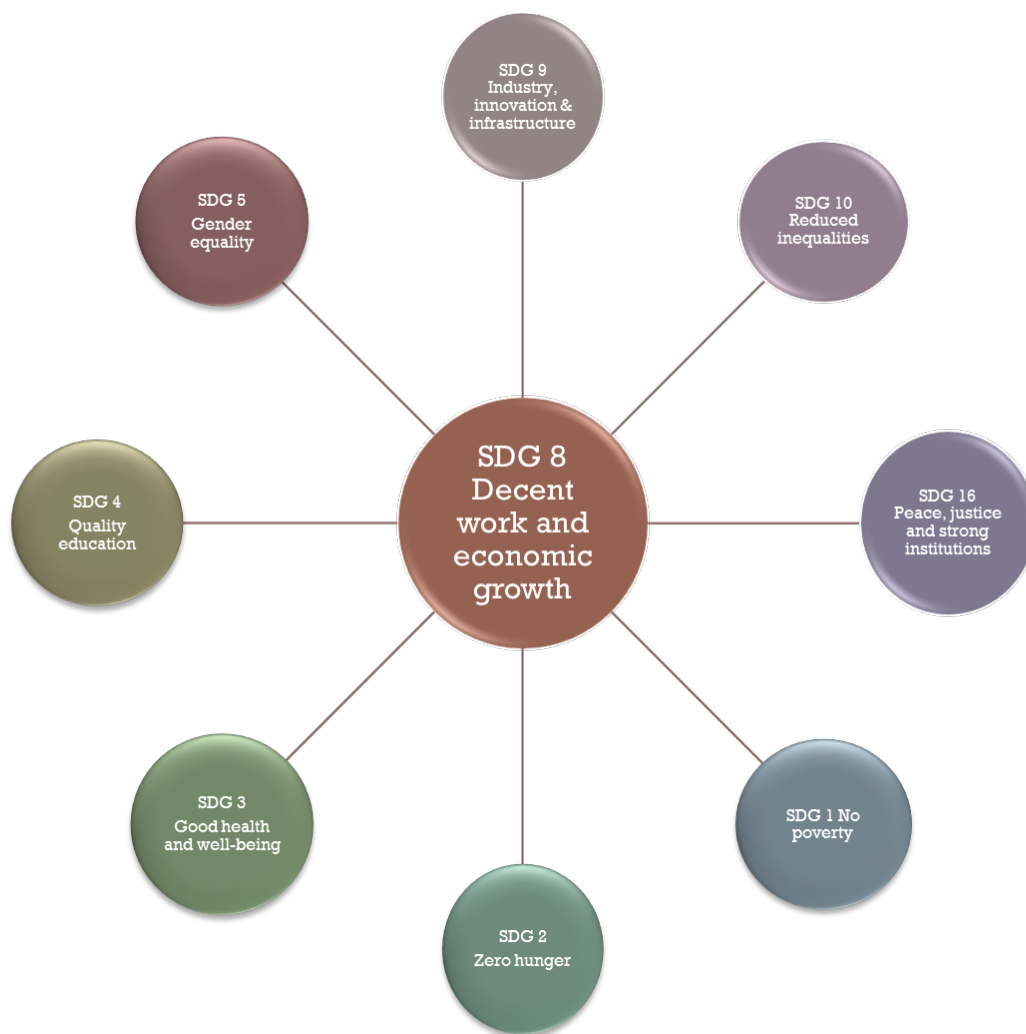 SDG 9
Industry,
innovation &
infrastructure
SDG 10
Reduced
inequalities
SDG 16
Peace, justice
and strong
institutions
SDG 1 No
poverty
SDG 2
Zero hunger
SDG 3
Good health
and well-being
SDG 4
Quality
education
SDG 5
Gender
equality
SDG 8
Decent
work and
economic
growth